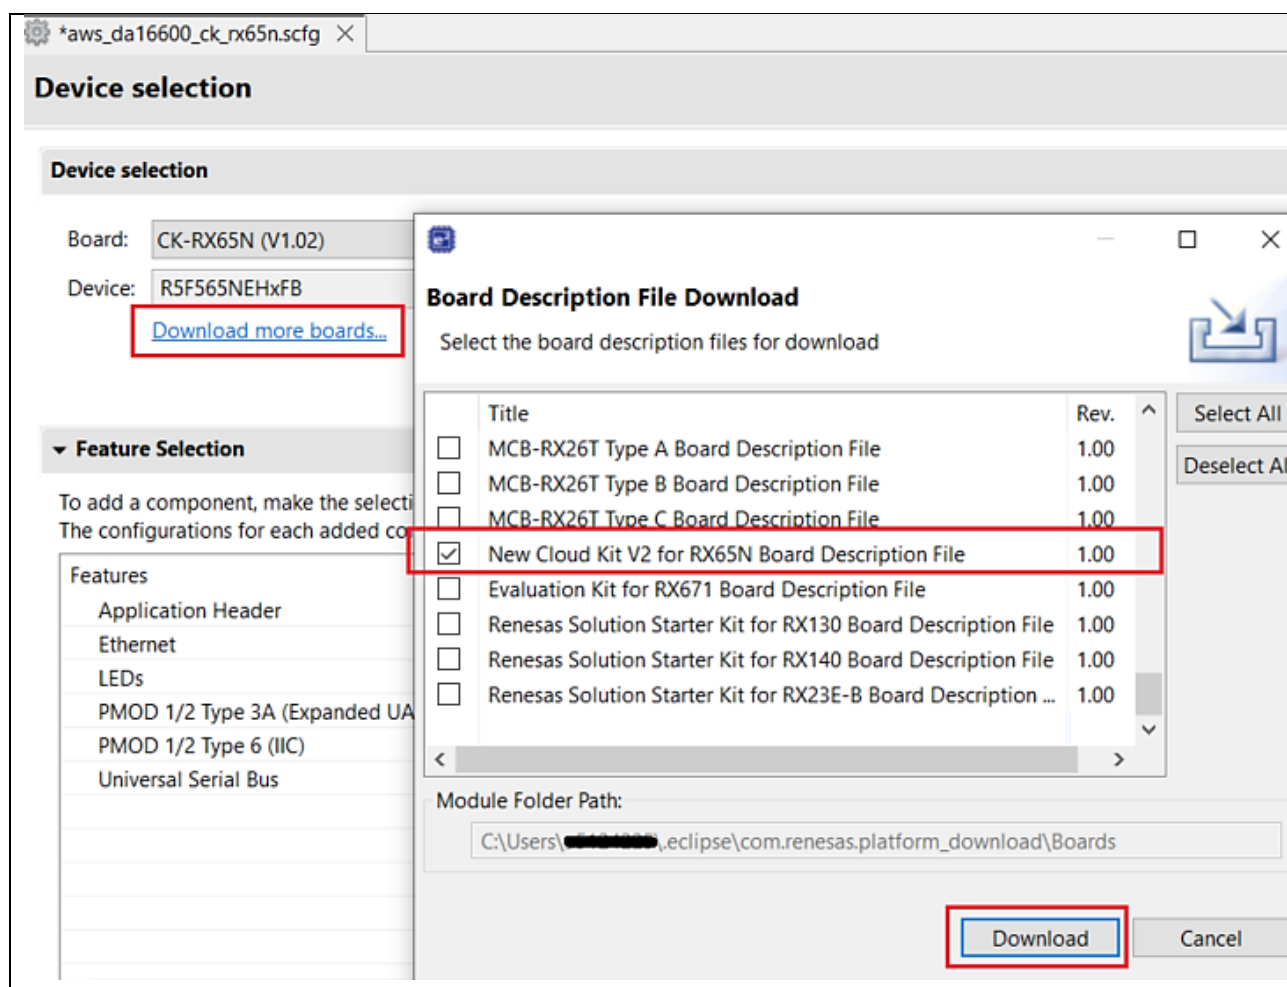 *aws_da16600_ck_rx65n.scfg
Device selection
Device selection
Board: CK-RX65N (V1.02)
Device: R5F565NEHxFB
Download more boards...
Feature Selection
To add a component, make the selecti
The configurations for each added co
Features
Application Header
Ethernet
LEDs
PMOD 1/2 Type 3A (Expanded UA
PMOD 1/2 Type 6 (IIC)
Universal Serial Bus
Board Description File Download
Select the board description files for download
Title Rev.
MCB-RX26T Type A Board Description File 1.00
MCB-RX26T Type B Board Description File 1.00
MCB-RX26T Type C Board Description File 1.00
New Cloud Kit V2 for RX65N Board Description File 1.00
Evaluation Kit for RX671 Board Description File 1.00
Renesas Solution Starter Kit for RX130 Board Description File 1.00
Renesas Solution Starter Kit for RX140 Board Description File 1.00
Renesas Solution Starter Kit for RX23E-B Board Description ... 1.00
Select All
Deselect Al
Module Folder Path:
C:\Users\ \.eclipse\com.renesas.platform_download\Boards
Download
Cancel